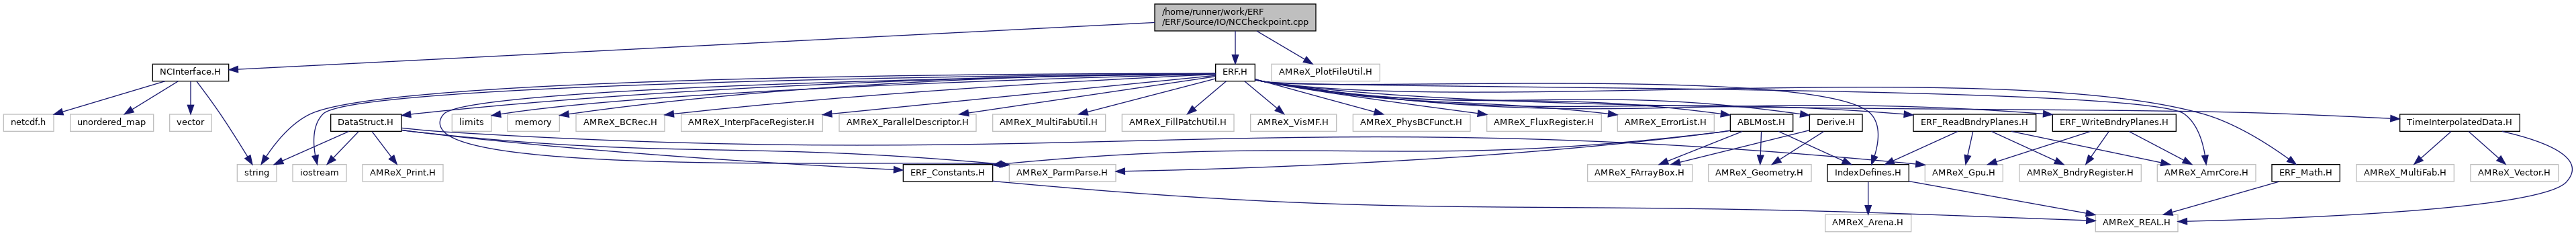 /home/runner/work/ERF
/ERF/Source/IO/NCCheckpoint.cpp
NCInterface.H
ERF.H
AMReX_PlotFileUtil.H
netcdf.h
unordered_map
vector
DataStruct.H
limits
memory
AMReX_BCRec.H
AMReX_InterpFaceRegister.H
AMReX_ParallelDescriptor.H
AMReX_MultiFabUtil.H
AMReX_FillPatchUtil.H
AMReX_VisMF.H
AMReX_PhysBCFunct.H
AMReX_FluxRegister.H
AMReX_ErrorList.H
ABLMost.H
Derive.H
ERF_ReadBndryPlanes.H
ERF_WriteBndryPlanes.H
TimeInterpolatedData.H
string
iostream
AMReX_Print.H
ERF_Constants.H
AMReX_ParmParse.H
AMReX_FArrayBox.H
AMReX_Geometry.H
IndexDefines.H
AMReX_Gpu.H
AMReX_BndryRegister.H
AMReX_AmrCore.H
ERF_Math.H
AMReX_MultiFab.H
AMReX_Vector.H
AMReX_Arena.H
AMReX_REAL.H